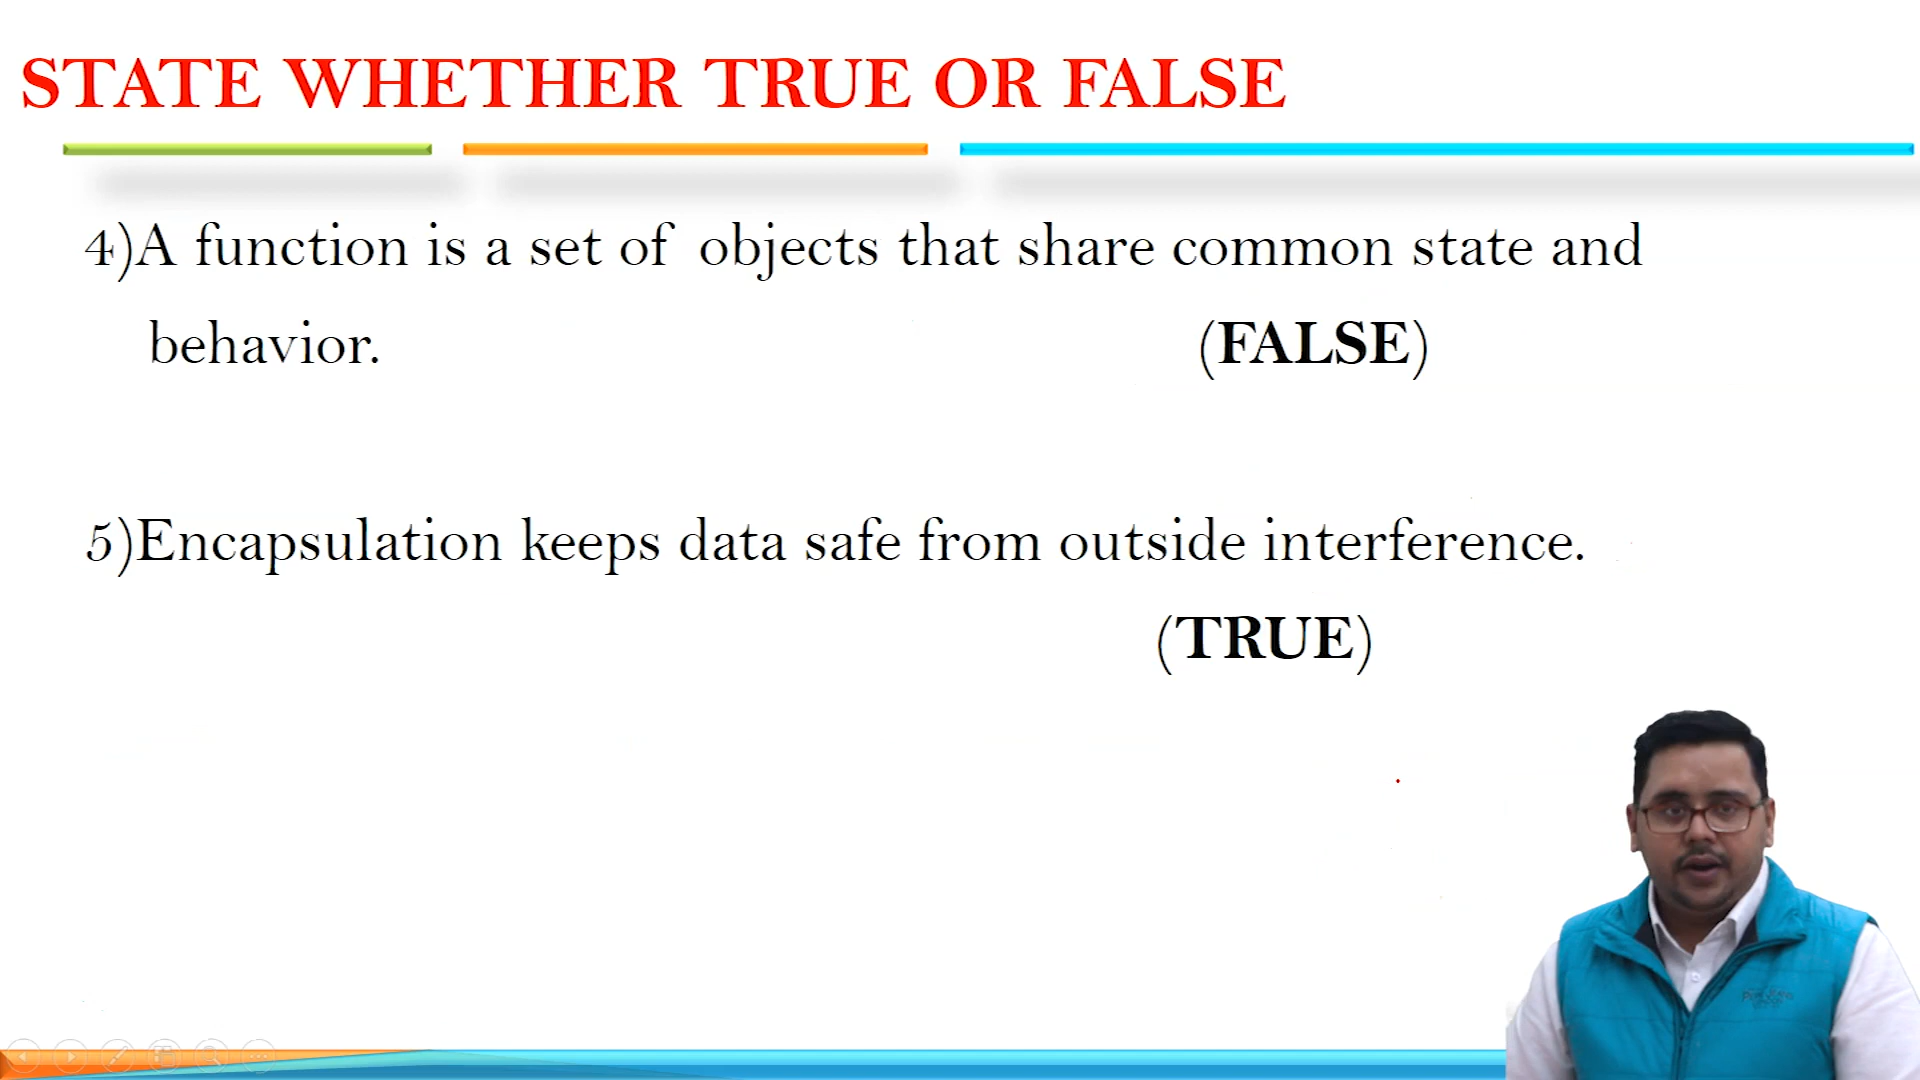 STATE WHETHER TRUE OR FALSE
4)A function is a set of objects that share common state and
behavior. (FALSE)
5)Encapsulation keeps data safe from outside interference.
(TRUE)